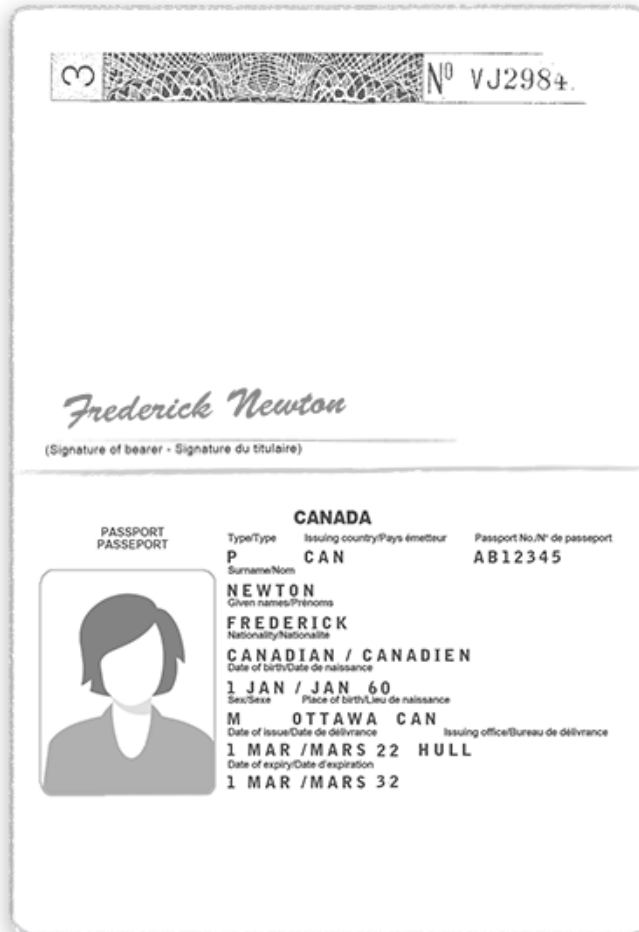 3 Nº VJ2984.
Frederick Newton
(Signature of bearer - Signature du titulaire)
CANADA
PASSPORT
PASSEPORT
Type/Type Issuing country/Pays émetteur Passport No./Nº de passeport
P CAN AB12345
Surname/Nom
NEWTON
Given names/Prénoms
FREDERICK
Nationality/Nationalité
CANADIAN / CANADIEN
Date of birth/Date de naissance
1 JAN / JAN 60
Sex/Sexe Place of birth/Lieu de naissance
M OTTAWA CAN
Date of issue/Date de délivrance Issuing office/Bureau de délivrance
1 MAR /MARS 22 HULL
Date of expiry/Date d'expiration
1 MAR /MARS 32